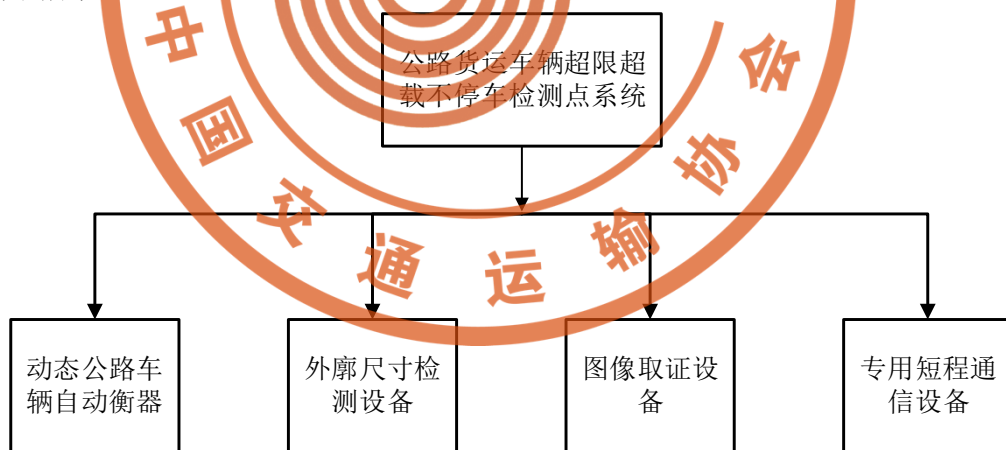 公路货运车辆超限超
载不停车检测点系统
中国交通运输协会
动态公路车
辆自动衡器
外廓尺寸检
测设备
图像取证设
备
专用短程通
信设备